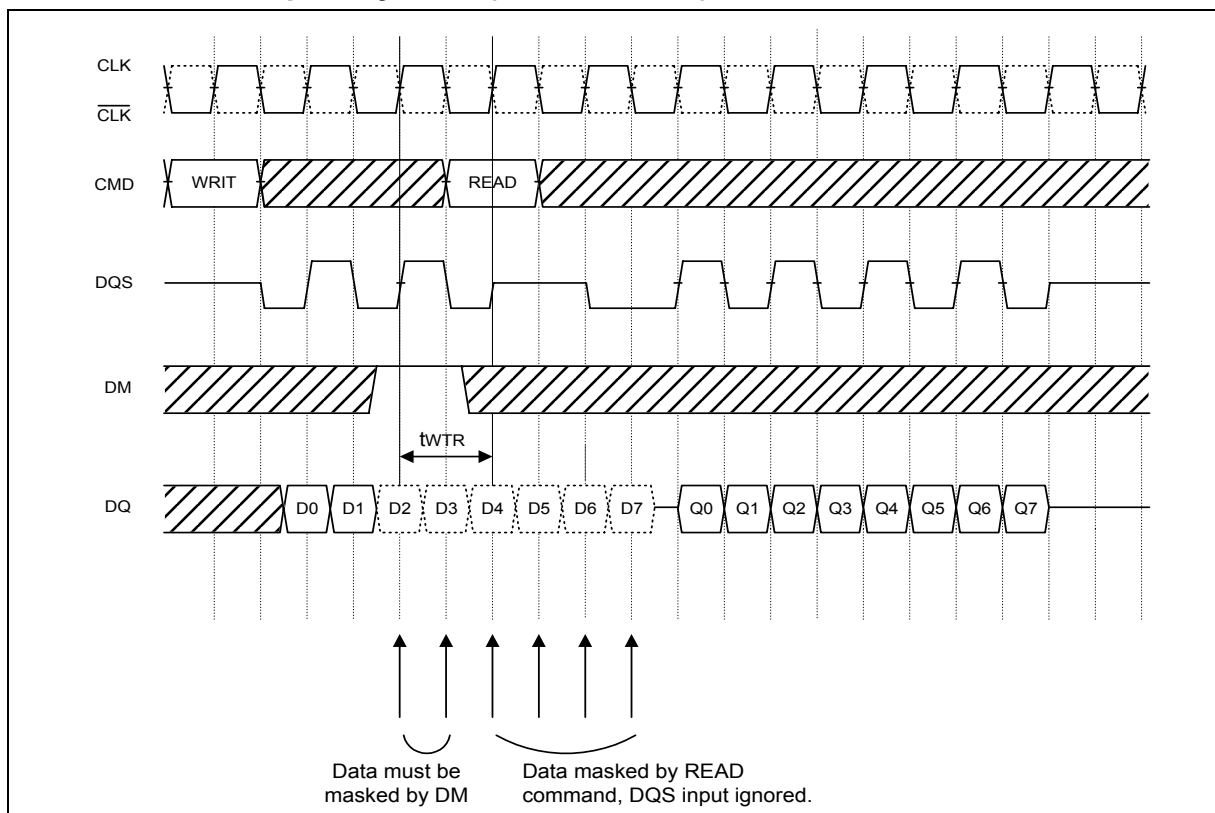 CLK
CLK
CMD
WRIT
READ
DQS
DM
tWTR
DQ
D0 D1 D2 D3 D4 D5 D6 D7 Q0 Q1 Q2 Q3 Q4 Q5 Q6 Q7
Data must be
masked by DM
Data masked by READ
command, DQS input ignored.